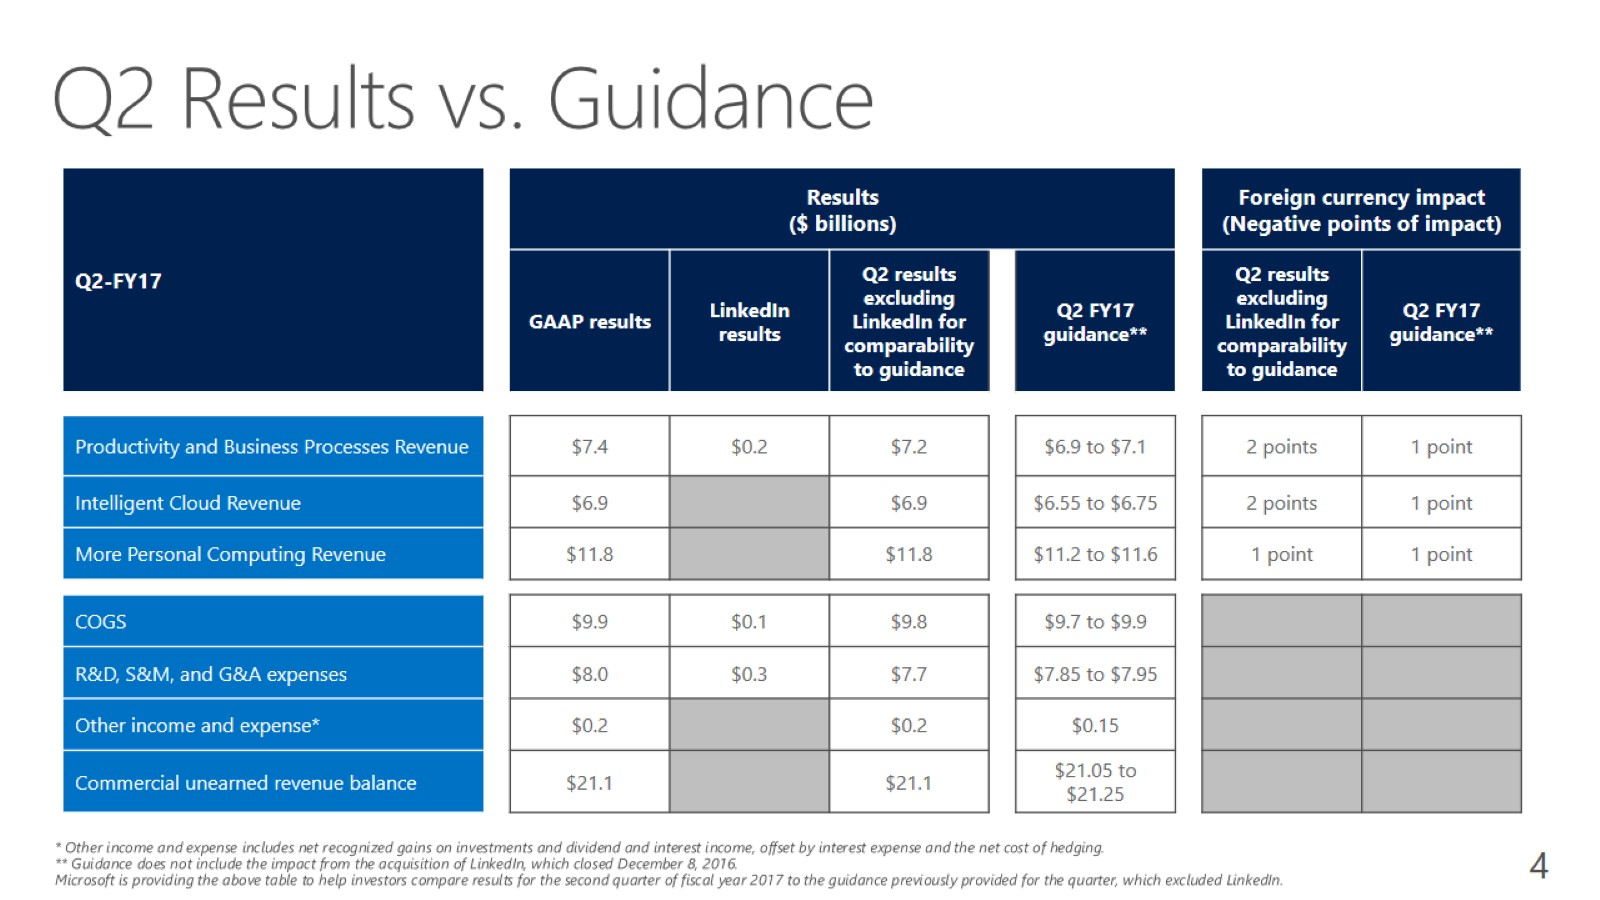 Q2 Results vs. Guidance
Q2-FY17
Results
($ billions)
Foreign currency impact
(Negative points of impact)
GAAP results
LinkedIn
results
Q2 results
excluding
LinkedIn for
comparability
to guidance
Q2 FY17
guidance**
Q2 results
excluding
LinkedIn for
comparability
to guidance
Q2 FY17
guidance**
Productivity and Business Processes Revenue $7.4 $0.2 $7.2 $6.9 to $7.1 2 points 1 point
Intelligent Cloud Revenue $6.9 $6.9 $6.55 to $6.75 2 points 1 point
More Personal Computing Revenue $11.8 $11.8 $11.2 to $11.6 1 point 1 point
COGS $9.9 $0.1 $9.8 $9.7 to $9.9
R&D, S&M, and G&A expenses $8.0 $0.3 $7.7 $7.85 to $7.95
Other income and expense* $0.2 $0.2 $0.15
Commercial unearned revenue balance $21.1 $21.1 $21.05 to
$21.25
* Other income and expense includes net recognized gains on investments and dividend and interest income, offset by interest expense and the net cost of hedging.
** Guidance does not include the impact from the acquisition of LinkedIn, which closed December 8, 2016.
Microsoft is providing the above table to help investors compare results for the second quarter of fiscal year 2017 to the guidance previously provided for the quarter, which excluded LinkedIn.
4